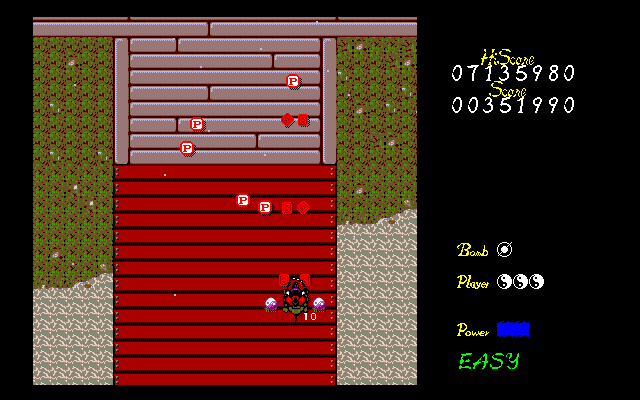 HiScore
07135980
Score
00351990
P
P
P
P
P
10
Bomb
Player
Power
EASY